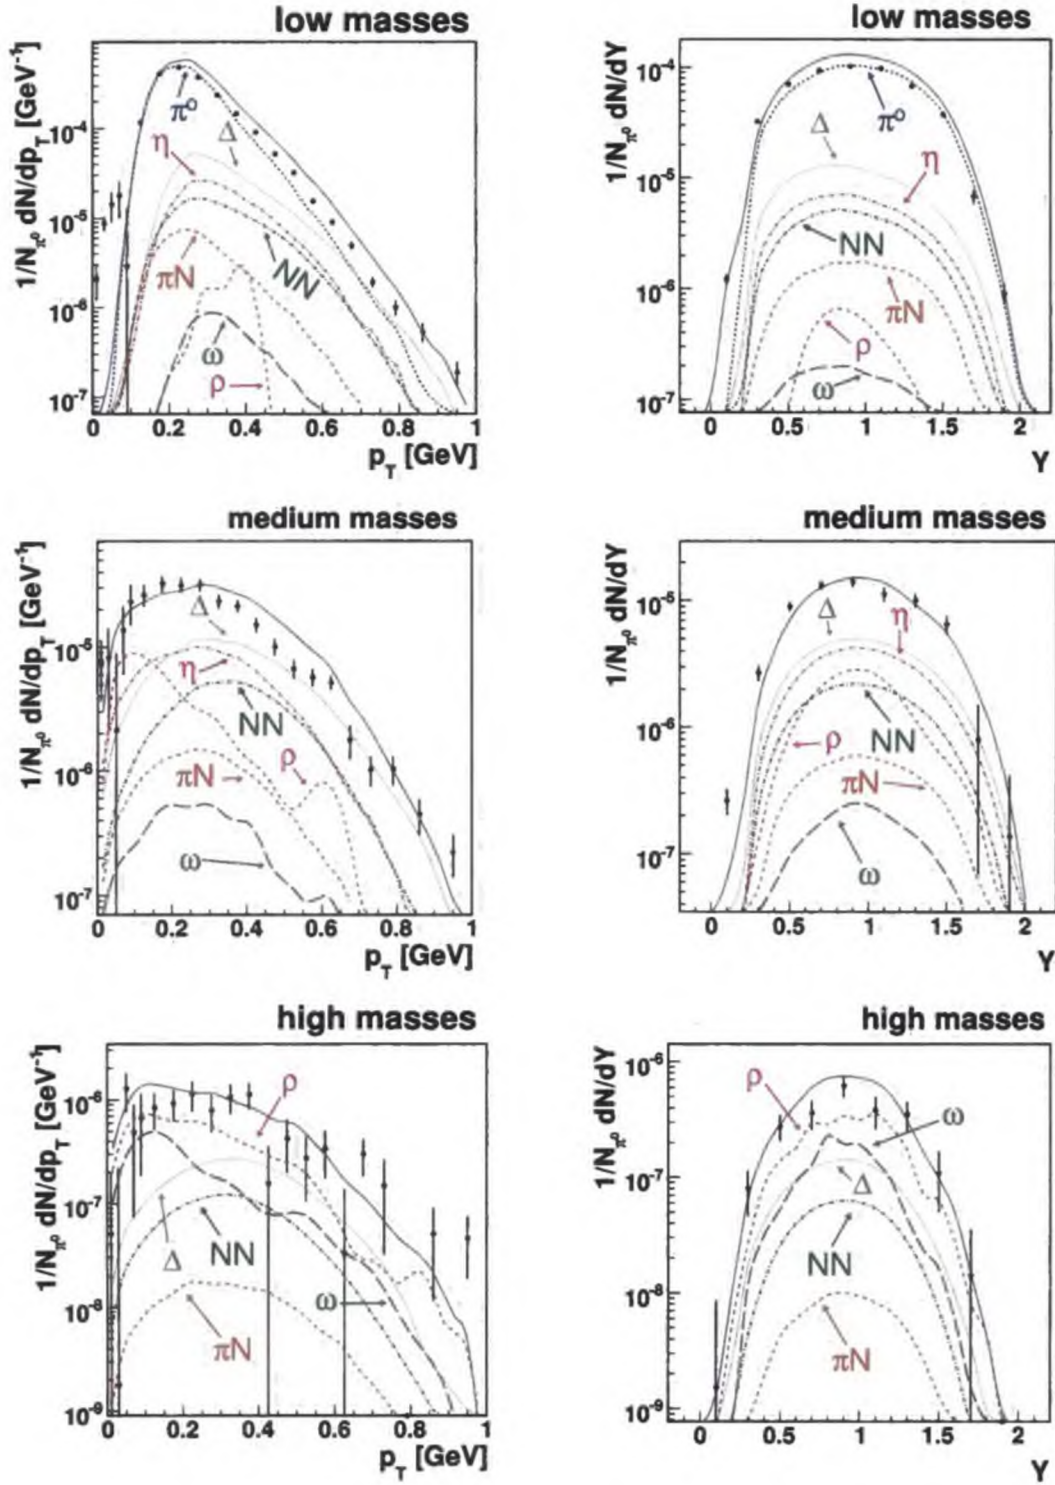 low masses
1/N_π⁰ dN/dp_T [GeV⁻¹]
10⁻⁴
10⁻⁵
10⁻⁶
10⁻⁷
π⁰
Δ
η
πN
NN
ω
ρ
0 0.2 0.4 0.6 0.8 1
p_T [GeV]
low masses
1/N_π⁰ dN/dY
10⁻⁴
10⁻⁵
10⁻⁶
10⁻⁷
Δ
π⁰
η
NN
πN
ρ
ω
0 0.5 1 1.5 2
Y
medium masses
1/N_π⁰ dN/dp_T [GeV⁻¹]
10⁻⁵
10⁻⁶
10⁻⁷
Δ
η
NN
πN
ρ
ω
0 0.2 0.4 0.6 0.8 1
p_T [GeV]
medium masses
1/N_π⁰ dN/dY
10⁻⁵
10⁻⁶
10⁻⁷
Δ
η
ρ
NN
πN
ω
0 0.5 1 1.5 2
Y
high masses
1/N_π⁰ dN/dp_T [GeV⁻¹]
10⁻⁶
10⁻⁷
10⁻⁸
10⁻⁹
ρ
Δ
NN
ω
πN
0 0.2 0.4 0.6 0.8 1
p_T [GeV]
high masses
1/N_π⁰ dN/dY
10⁻⁶
10⁻⁷
10⁻⁸
10⁻⁹
ρ
ω
Δ
NN
πN
0 0.5 1 1.5 2
Y